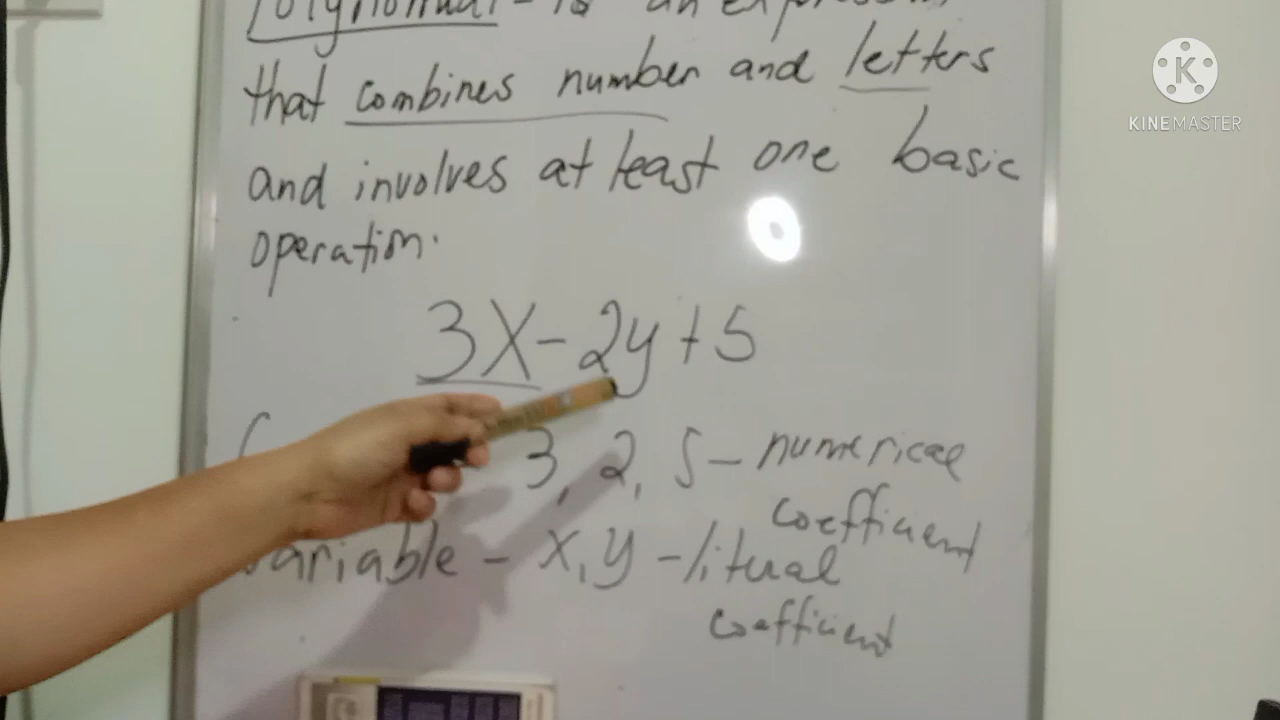 Polynomial - is an expression
that combines number and letters
and involves at least one basic
operation.
3X - 2y + 5
3, 2, 5 - numerical
coefficient
Variable - x, y - litual
coefficient
KINEMASTER